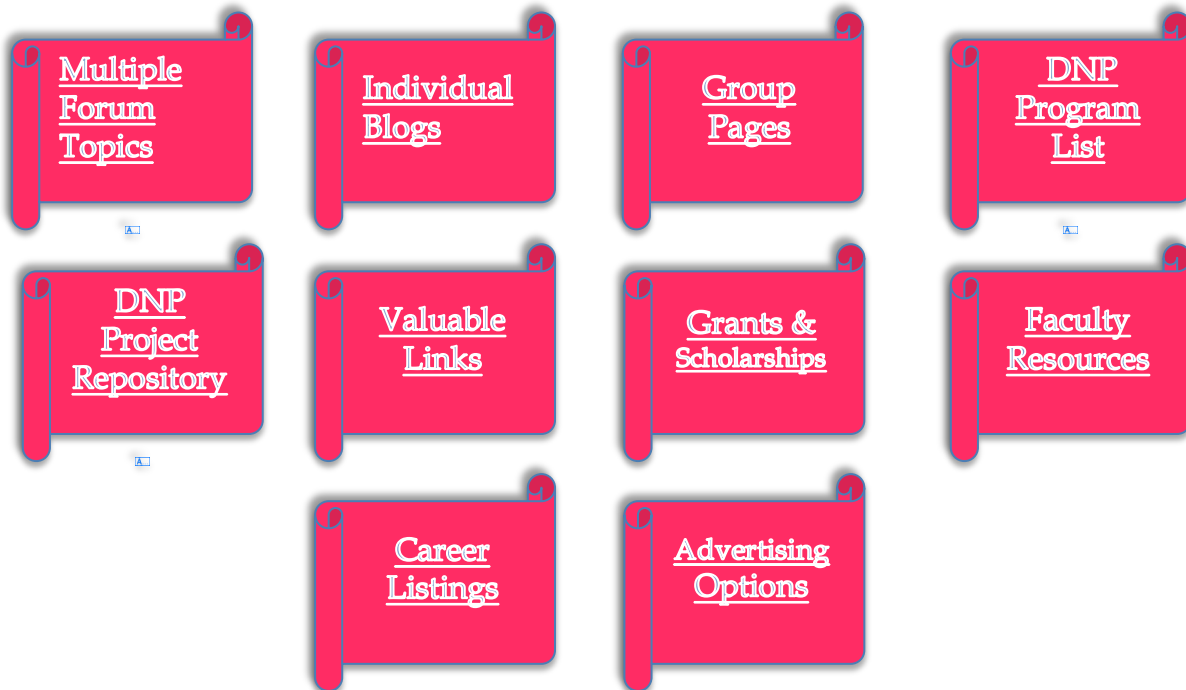 Multiple
Forum
Topics
Individual
Blogs
Group
Pages
DNP
Program
List
DNP
Project
Repository
Valuable
Links
Grants &
Scholarships
Faculty
Resources
Career
Listings
Advertising
Options